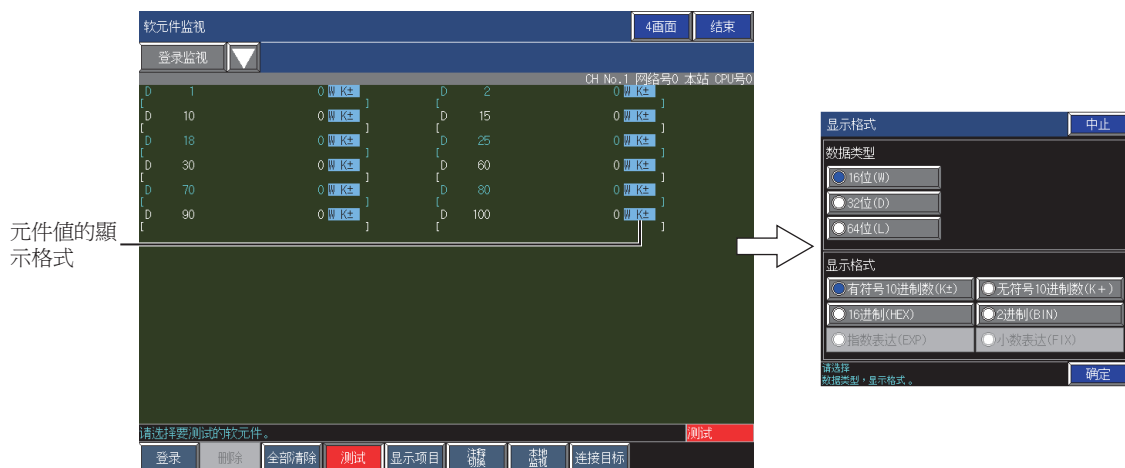 软元件监视 4画面 结束
登录监视
CH No.1 网络号0 本站 CPU号0
D 1 0 W K± D 2 0 W K±
[ ] [ ]
D 10 0 W K± D 15 0 W K±
[ ] [ ]
D 18 0 W K± D 25 0 W K±
[ ] [ ]
D 30 0 W K± D 60 0 W K±
[ ] [ ]
D 70 0 W K± D 80 0 W K±
[ ] [ ]
D 90 0 W K± D 100 0 W K±
[ ] [ ]
请选择要测试的软元件。 测试
登录 删除 全部清除 测试 显示项目 注释切换 本地监视 连接目标
元件値的顯
示格式
显示格式 中止
数据类型
16位(W)
32位(D)
64位(L)
显示格式
有符号10进制数(K±) 无符号10进制数(K+)
16进制(HEX) 2进制(BIN)
指数表达(EXP) 小数表达(FIX)
请选择
数据类型，显示格式。 确定